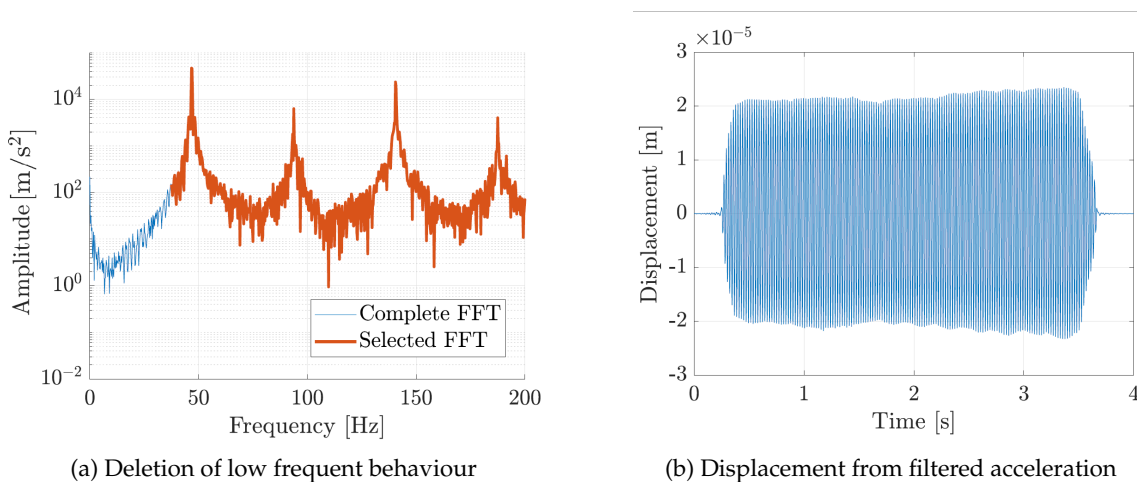 10^4
10^2
10^0
10^-2
Amplitude [m/s^2]
Complete FFT
Selected FFT
0
50
100
150
200
Frequency [Hz]
(a) Deletion of low frequent behaviour
×10^-5
3
2
1
0
-1
-2
-3
Displacement [m]
0
1
2
3
4
Time [s]
(b) Displacement from filtered acceleration